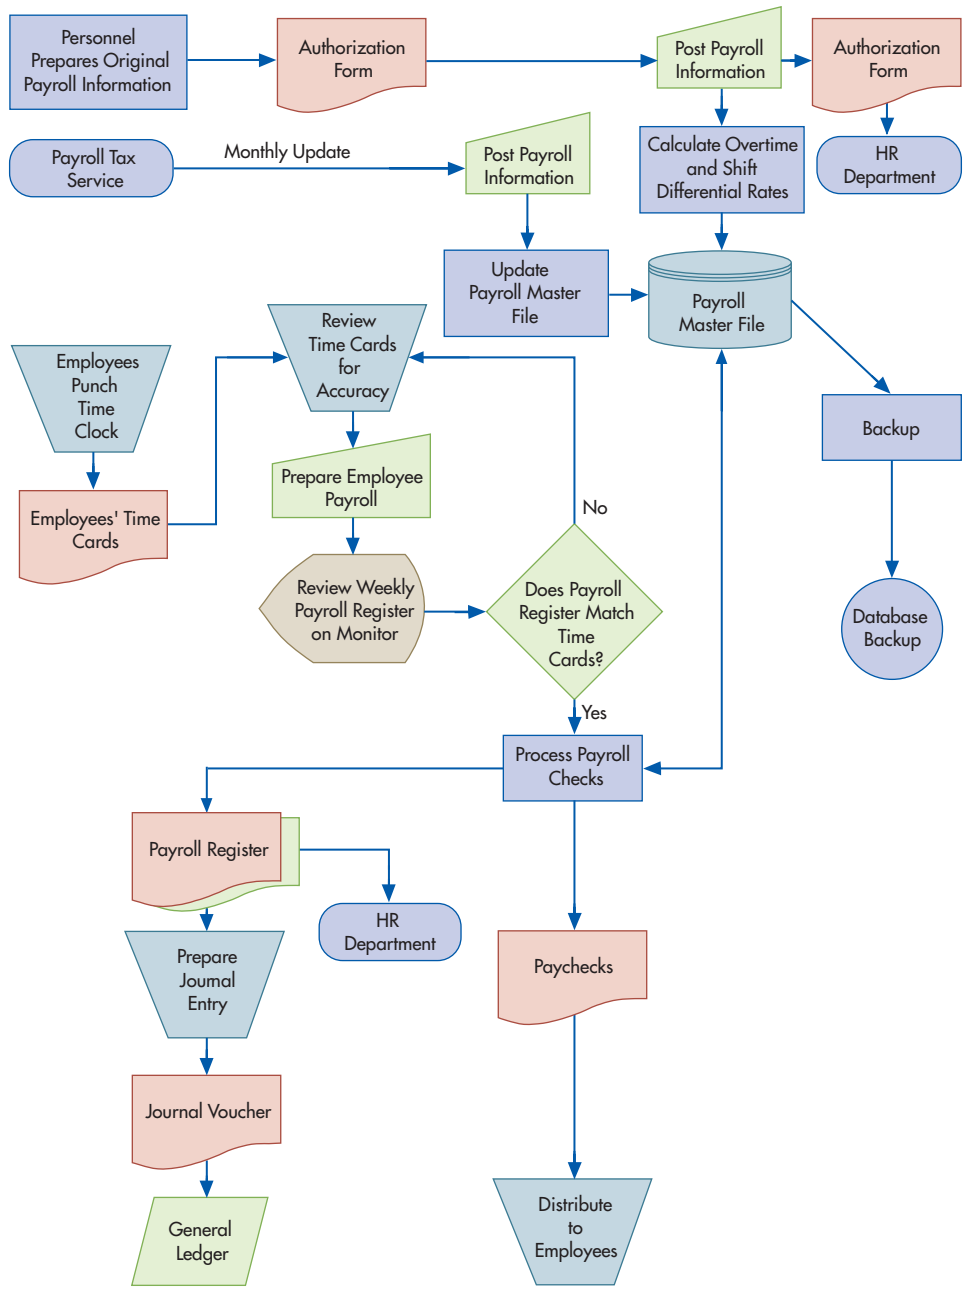 Personnel
Prepares Original
Payroll Information
Authorization
Form
Post Payroll
Information
Authorization
Form
Payroll Tax
Service
Monthly Update
Post Payroll
Information
Calculate Overtime
and Shift
Differential Rates
HR
Department
Update
Payroll Master
File
Payroll
Master File
Review
Time Cards
for
Accuracy
Employees
Punch
Time
Clock
Backup
Prepare Employee
Payroll
Employees' Time
Cards
No
Review Weekly
Payroll Register
on Monitor
Does Payroll
Register Match
Time
Cards?
Database
Backup
Yes
Process Payroll
Checks
Payroll Register
HR
Department
Prepare
Journal
Entry
Paychecks
Journal Voucher
General
Ledger
Distribute
to
Employees